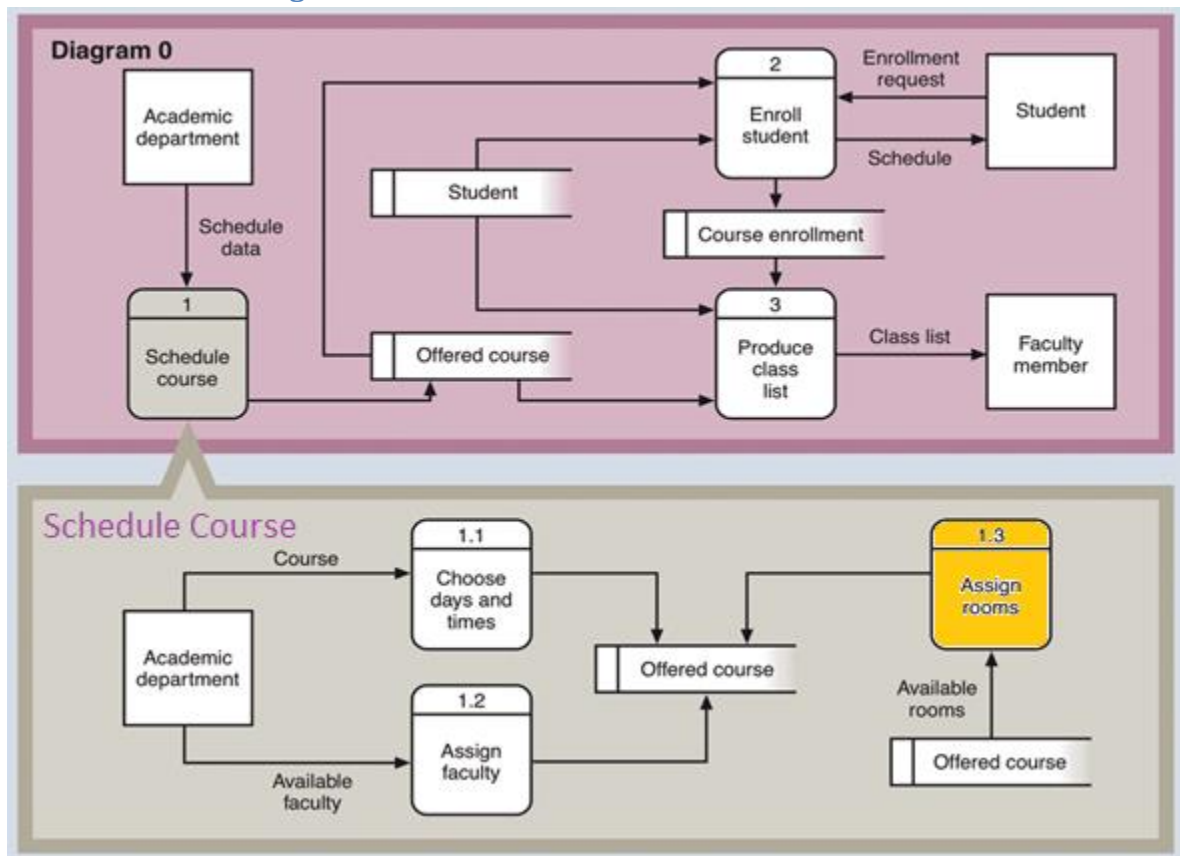 Diagram 0
Academic
department
Schedule
data
1
Schedule
course
Student
Offered course
2
Enroll
student
Enrollment
request
Schedule
Student
Course enrollment
3
Produce
class
list
Class list
Faculty
member
Schedule Course
Academic
department
Course
1.1
Choose
days and
times
Available
faculty
1.2
Assign
faculty
Offered course
1.3
Assign
rooms
Available
rooms
Offered course